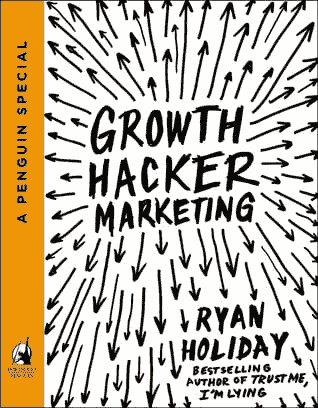 A PENGUIN SPECIAL
GROWTH
HACKER
MARKETING
RYAN
HOLIDAY
BESTSELLING
AUTHOR OF TRUST ME,
I'M LYING